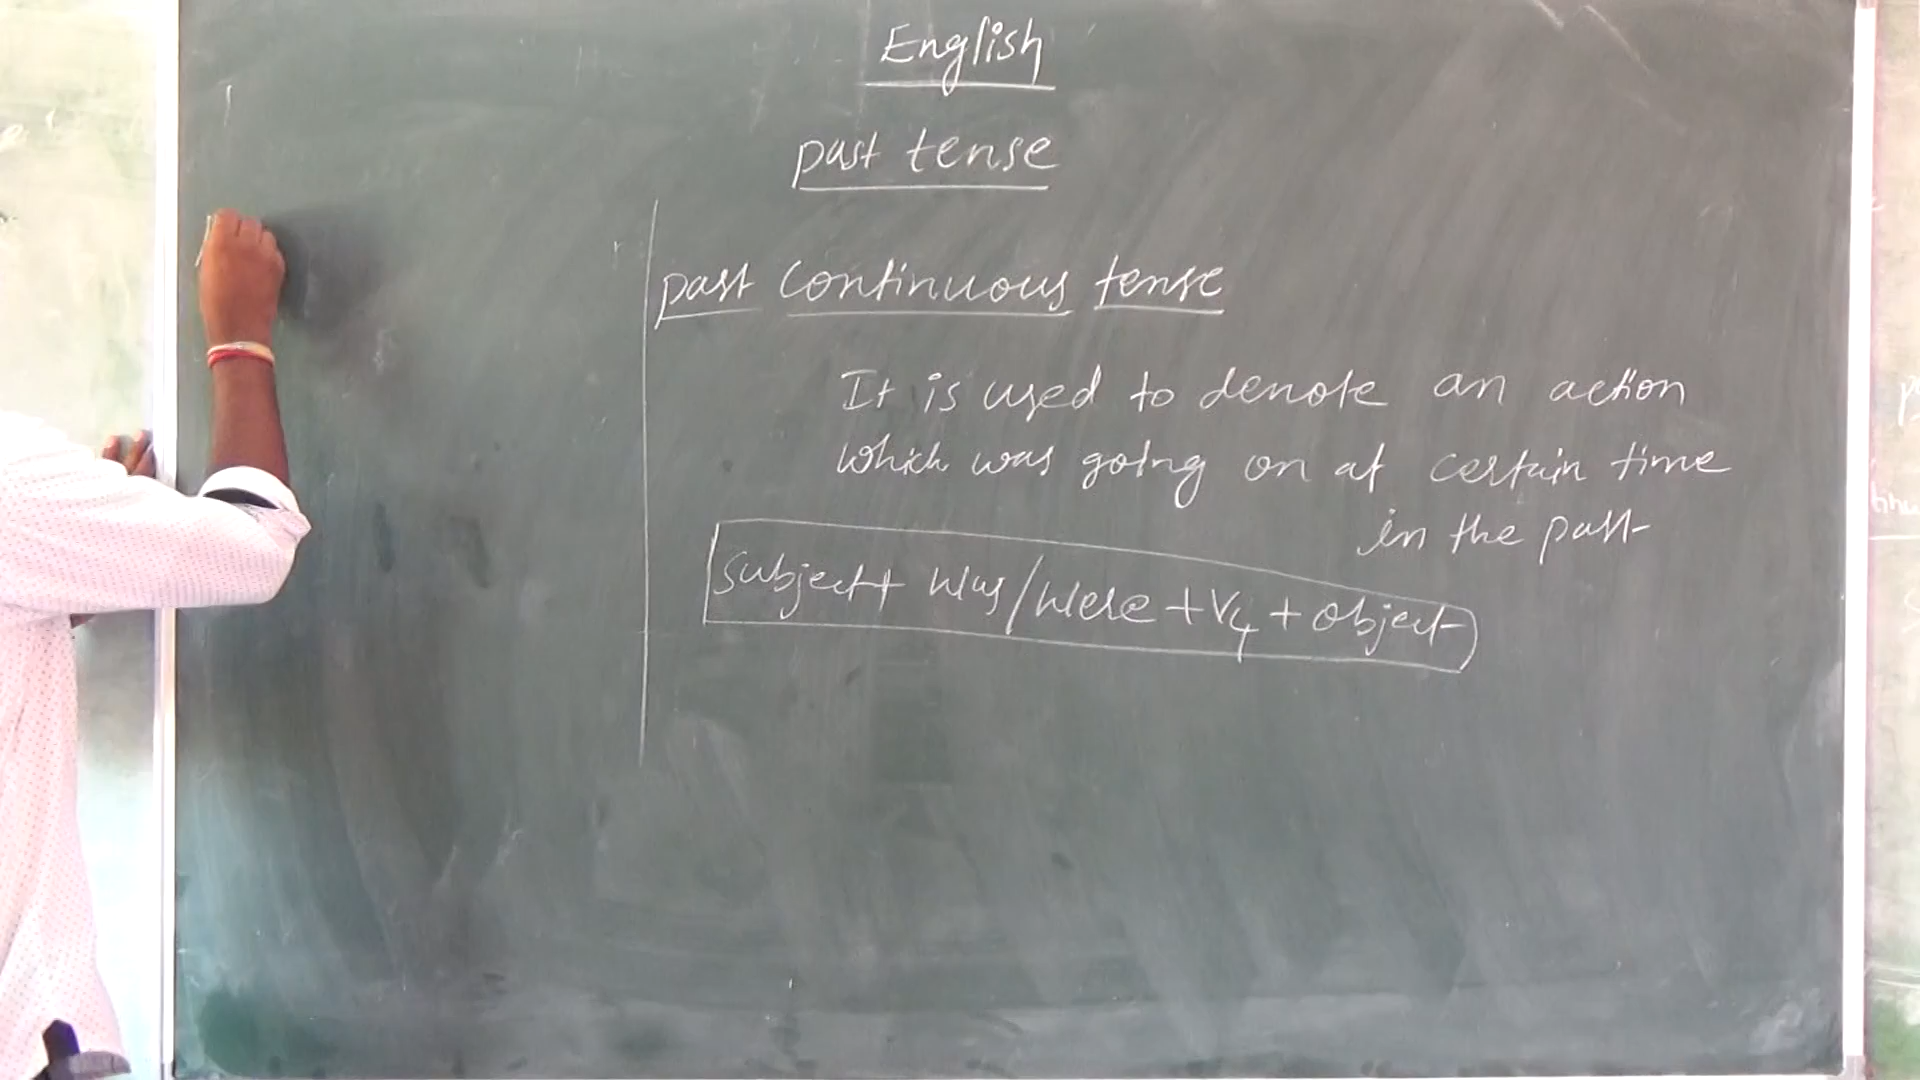 English
past tense
past continuous tense
It is used to denote an action
which was going on at certain time
in the past
subject + was/were + V4 + object